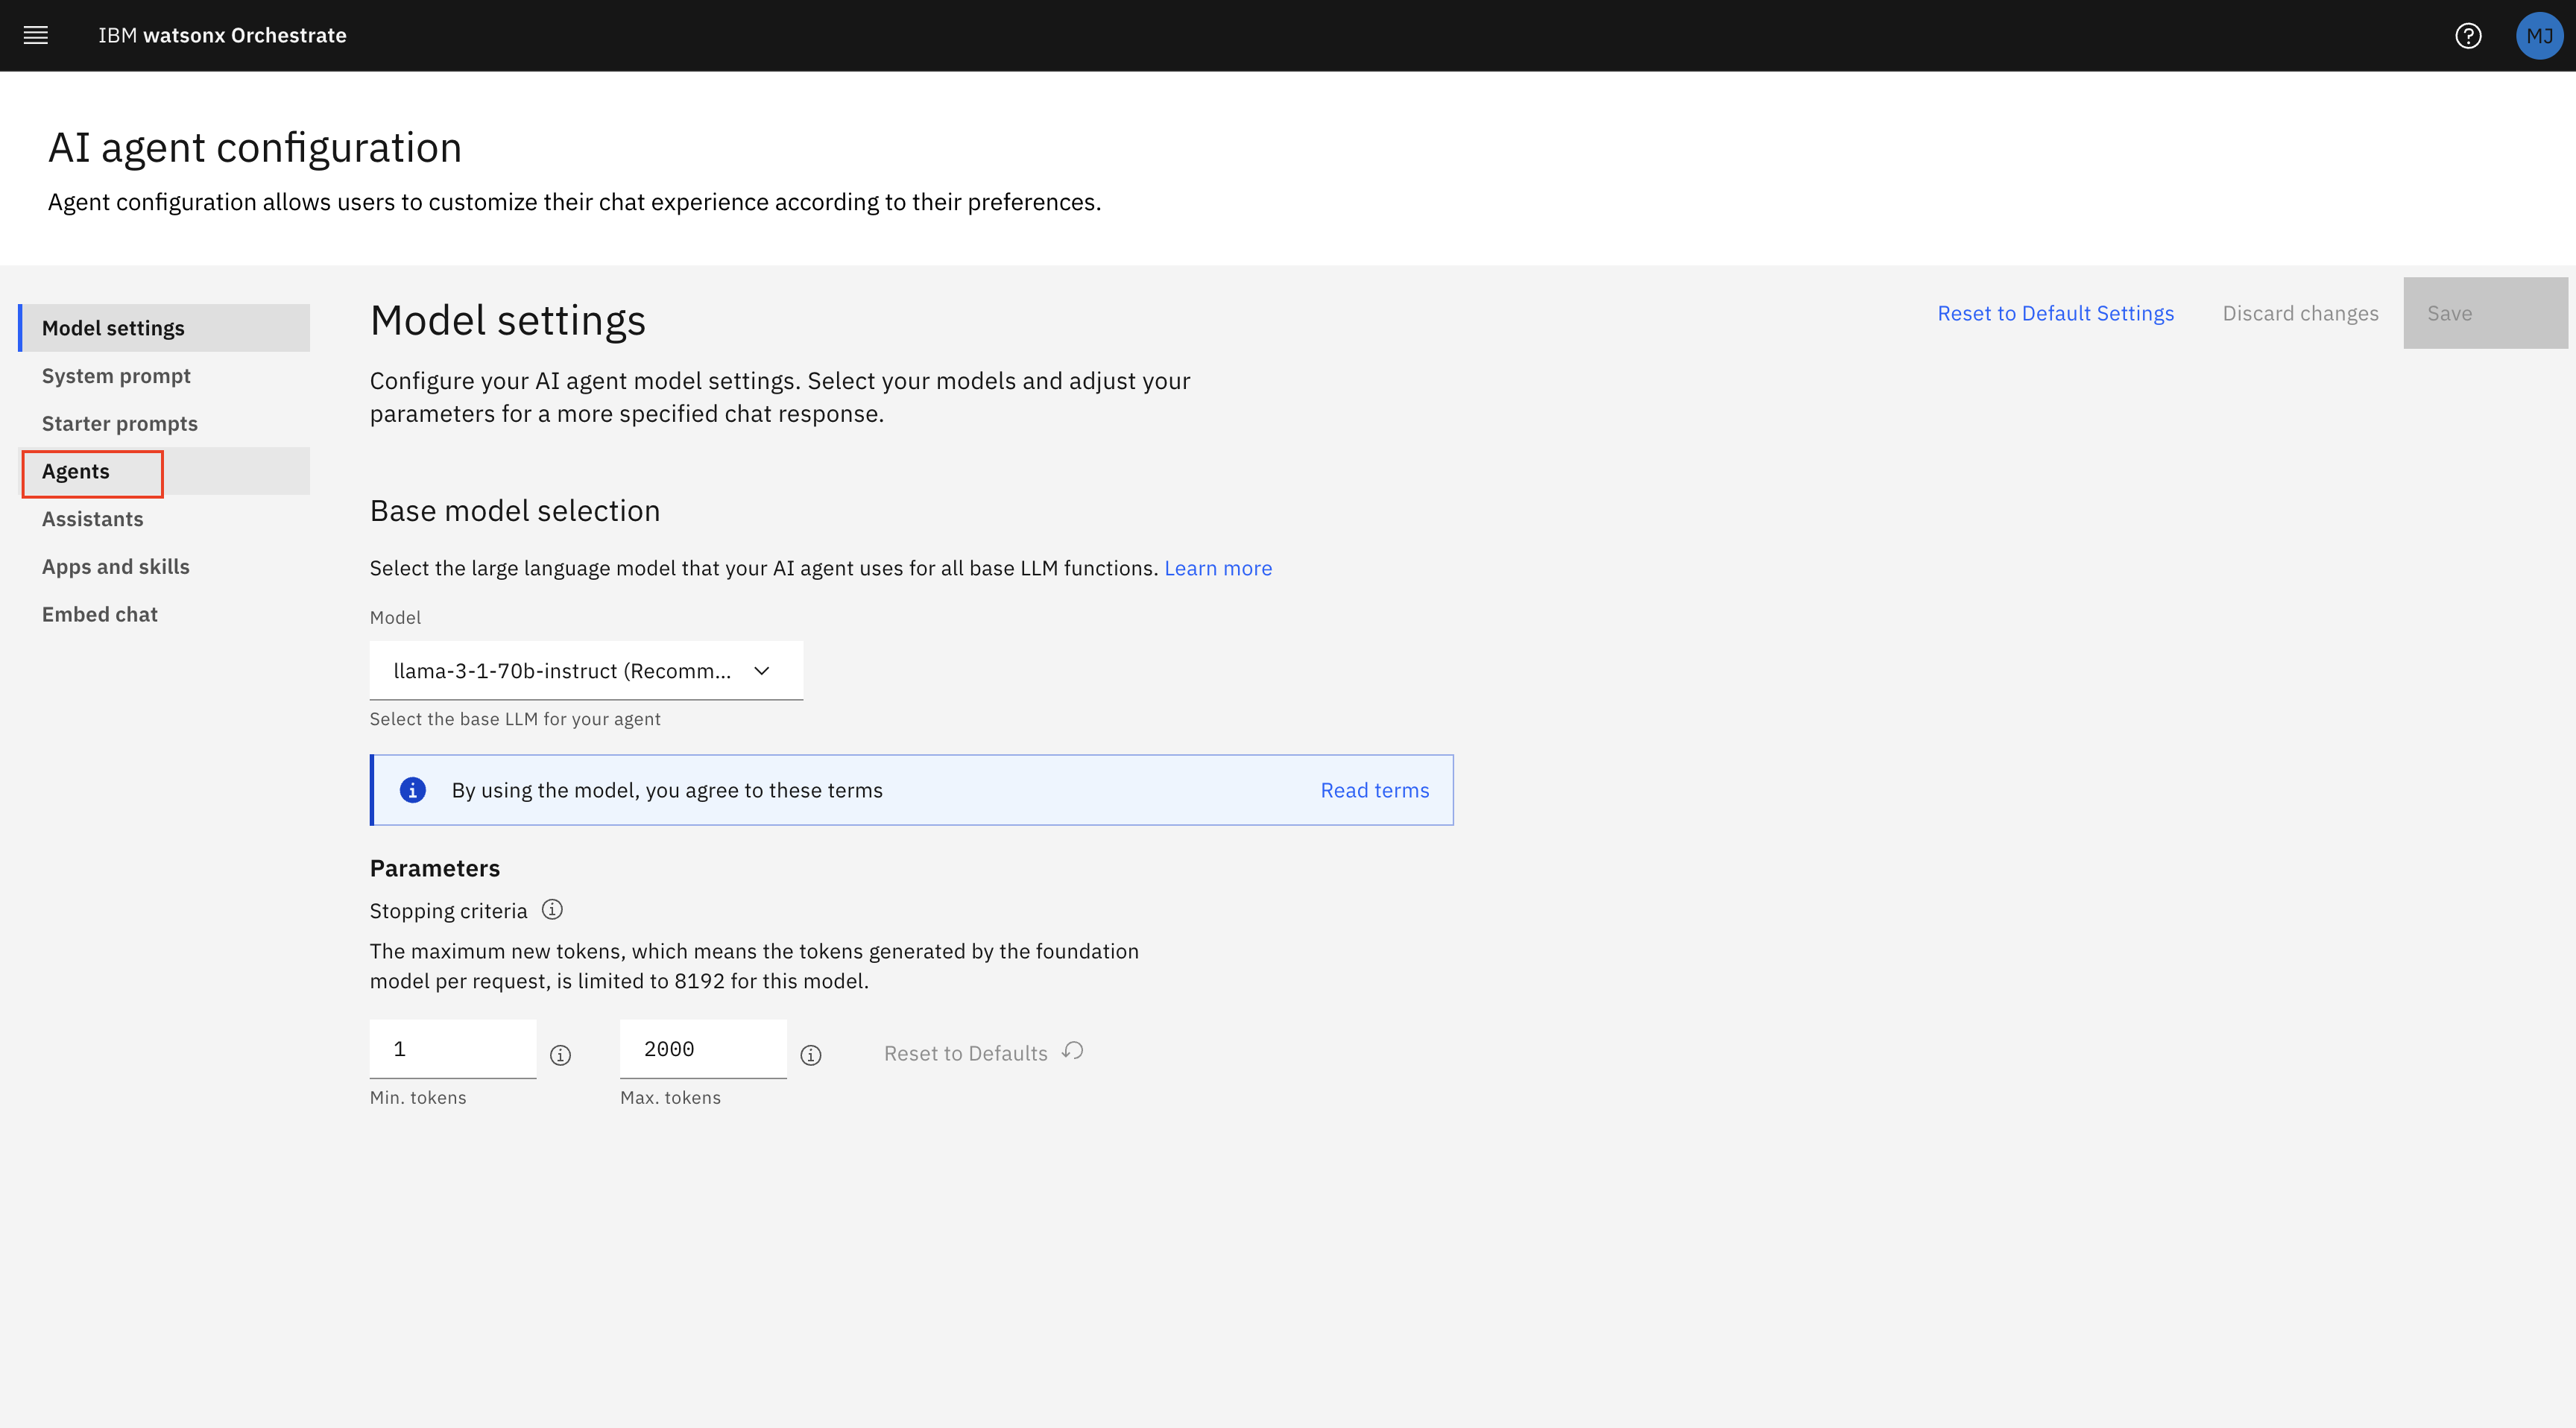 IBM watsonx Orchestrate
MJ
AI agent configuration
Agent configuration allows users to customize their chat experience according to their preferences.
Model settings
System prompt
Starter prompts
Agents
Assistants
Apps and skills
Embed chat
Model settings
Reset to Default Settings
Discard changes
Save
Configure your AI agent model settings. Select your models and adjust your
parameters for a more specified chat response.
Base model selection
Select the large language model that your AI agent uses for all base LLM functions. Learn more
Model
llama-3-1-70b-instruct (Recomm...
Select the base LLM for your agent
By using the model, you agree to these terms
Read terms
Parameters
Stopping criteria
The maximum new tokens, which means the tokens generated by the foundation
model per request, is limited to 8192 for this model.
1
2000
Reset to Defaults
Min. tokens
Max. tokens